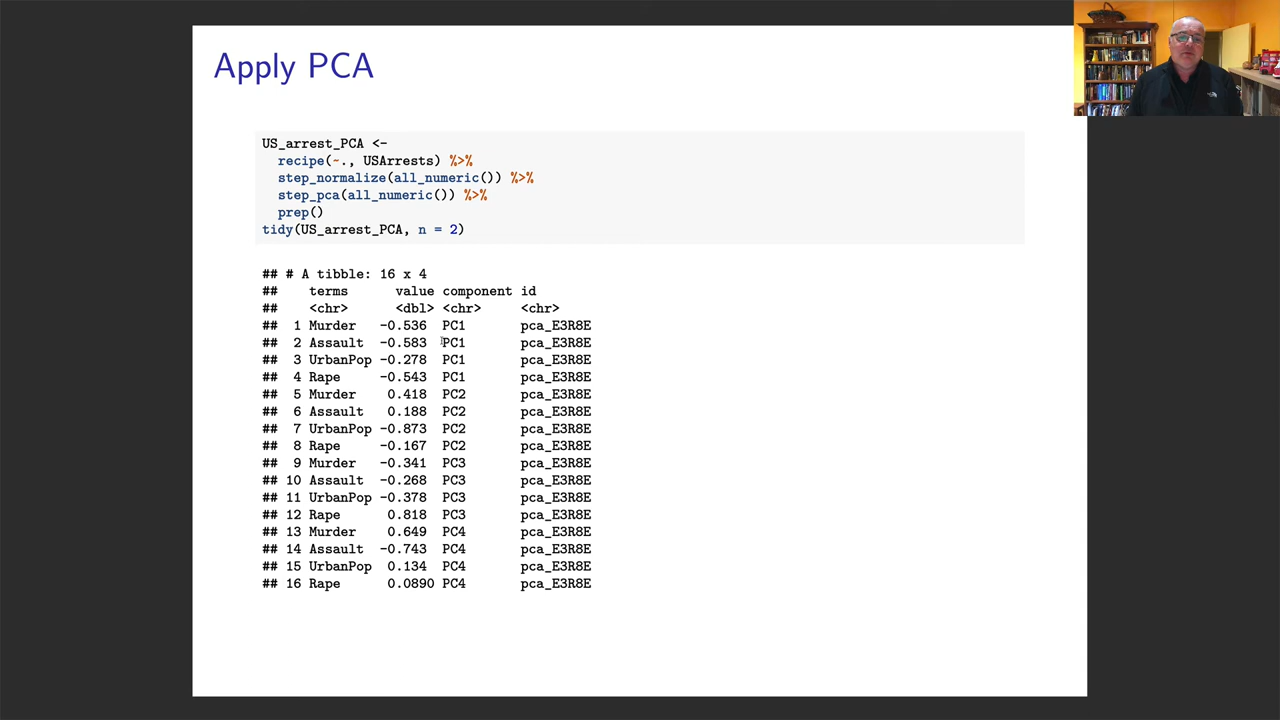 Apply PCA
US_arrest_PCA <-
recipe(~., USArrests) %>%
step_normalize(all_numeric()) %>%
step_pca(all_numeric()) %>%
prep()
tidy(US_arrest_PCA, n = 2)
## # A tibble: 16 x 4
## terms value component id
## <chr> <dbl> <chr> <chr>
## 1 Murder -0.536 PC1 pca_E3R8E
## 2 Assault -0.583 PC1 pca_E3R8E
## 3 UrbanPop -0.278 PC1 pca_E3R8E
## 4 Rape -0.543 PC1 pca_E3R8E
## 5 Murder 0.418 PC2 pca_E3R8E
## 6 Assault 0.188 PC2 pca_E3R8E
## 7 UrbanPop -0.873 PC2 pca_E3R8E
## 8 Rape -0.167 PC2 pca_E3R8E
## 9 Murder -0.341 PC3 pca_E3R8E
## 10 Assault -0.268 PC3 pca_E3R8E
## 11 UrbanPop -0.378 PC3 pca_E3R8E
## 12 Rape 0.818 PC3 pca_E3R8E
## 13 Murder 0.649 PC4 pca_E3R8E
## 14 Assault -0.743 PC4 pca_E3R8E
## 15 UrbanPop 0.134 PC4 pca_E3R8E
## 16 Rape 0.0890 PC4 pca_E3R8E